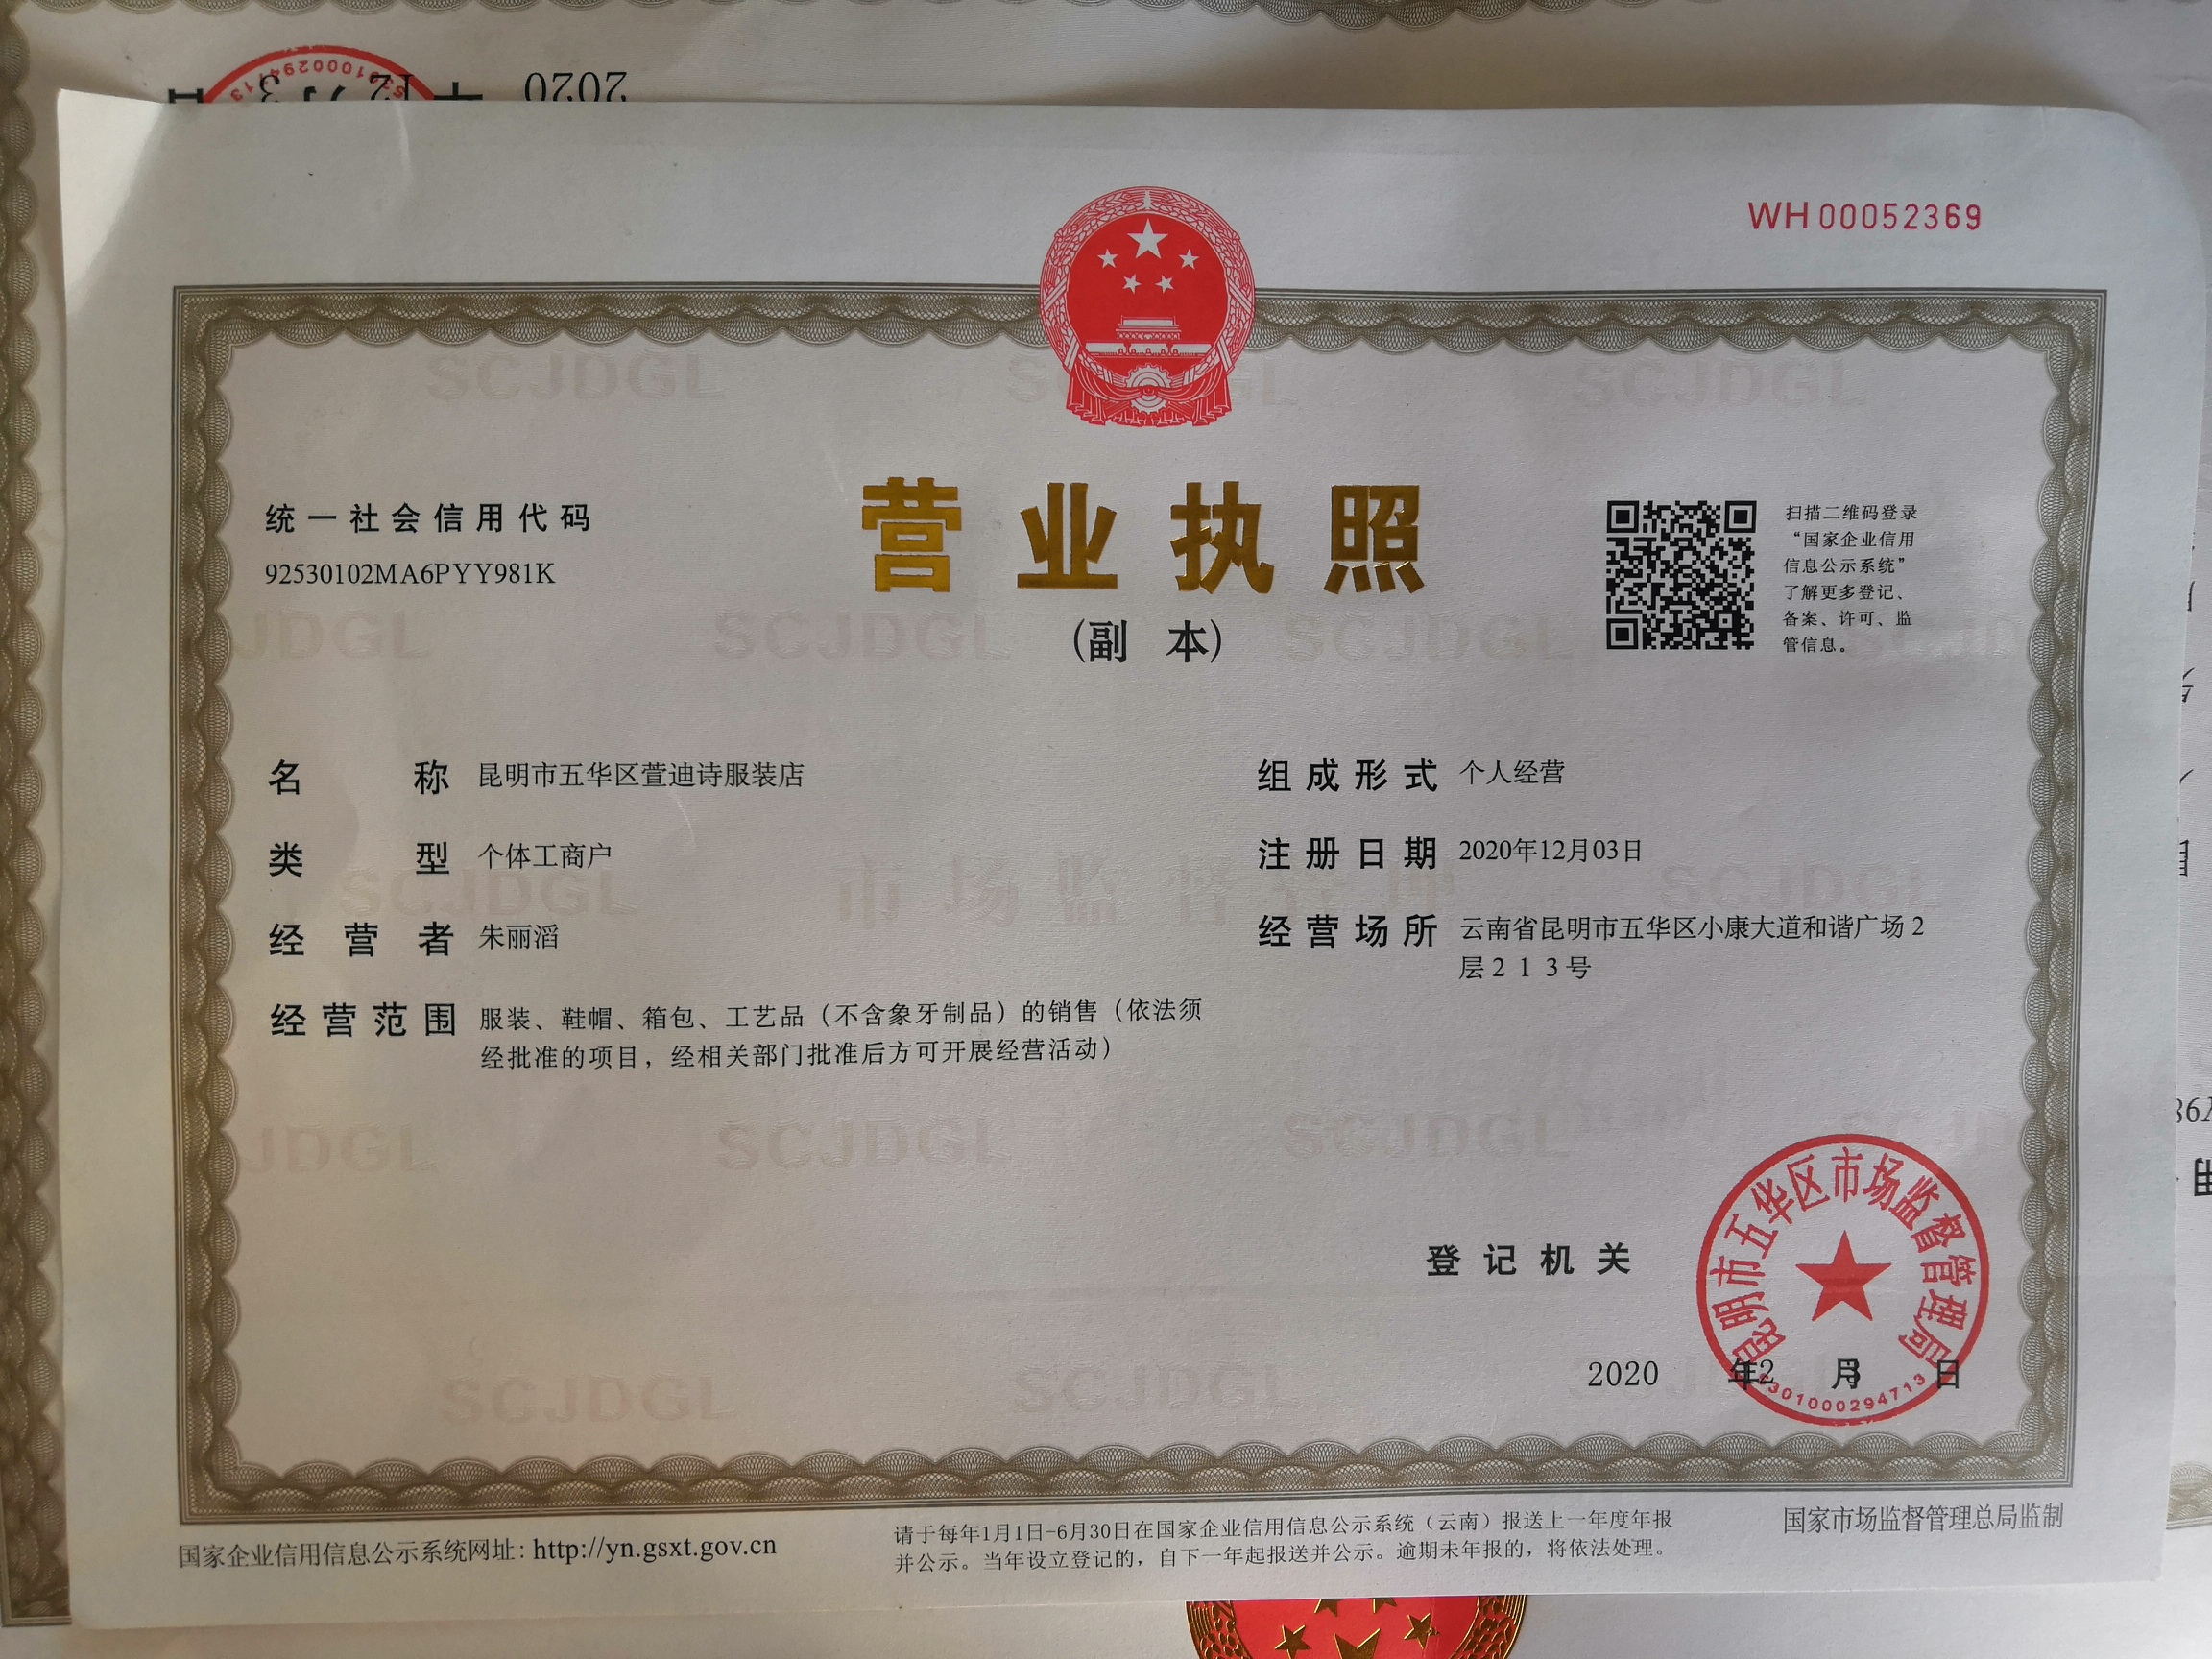 2020
WH00052369
统一社会信用代码
92530102MA6PYY981K
营业执照
(副 本)
扫描二维码登录
“国家企业信用
信息公示系统”
了解更多登记、
备案、许可、监
管信息。
名 称 昆明市五华区萱迪诗服装店
类 型 个体工商户
经 营 者 朱丽滔
经营范围 服装、鞋帽、箱包、工艺品（不含象牙制品）的销售（依法须
经批准的项目，经相关部门批准后方可开展经营活动）
组成形式 个人经营
注册日期 2020年12月03日
经营场所 云南省昆明市五华区小康大道和谐广场2
层213号
SCJDGL
市场监督管理
登记机关
昆明市五华区市场监督管理局
2020 年12 月3 日
5301000294713
国家企业信用信息公示系统网址：http://yn.gsxt.gov.cn
请于每年1月1日-6月30日在国家企业信用信息公示系统（云南）报送上一年度年报
并公示。当年设立登记的，自下一年起报送并公示。逾期未年报的，将依法处理。
国家市场监督管理总局监制